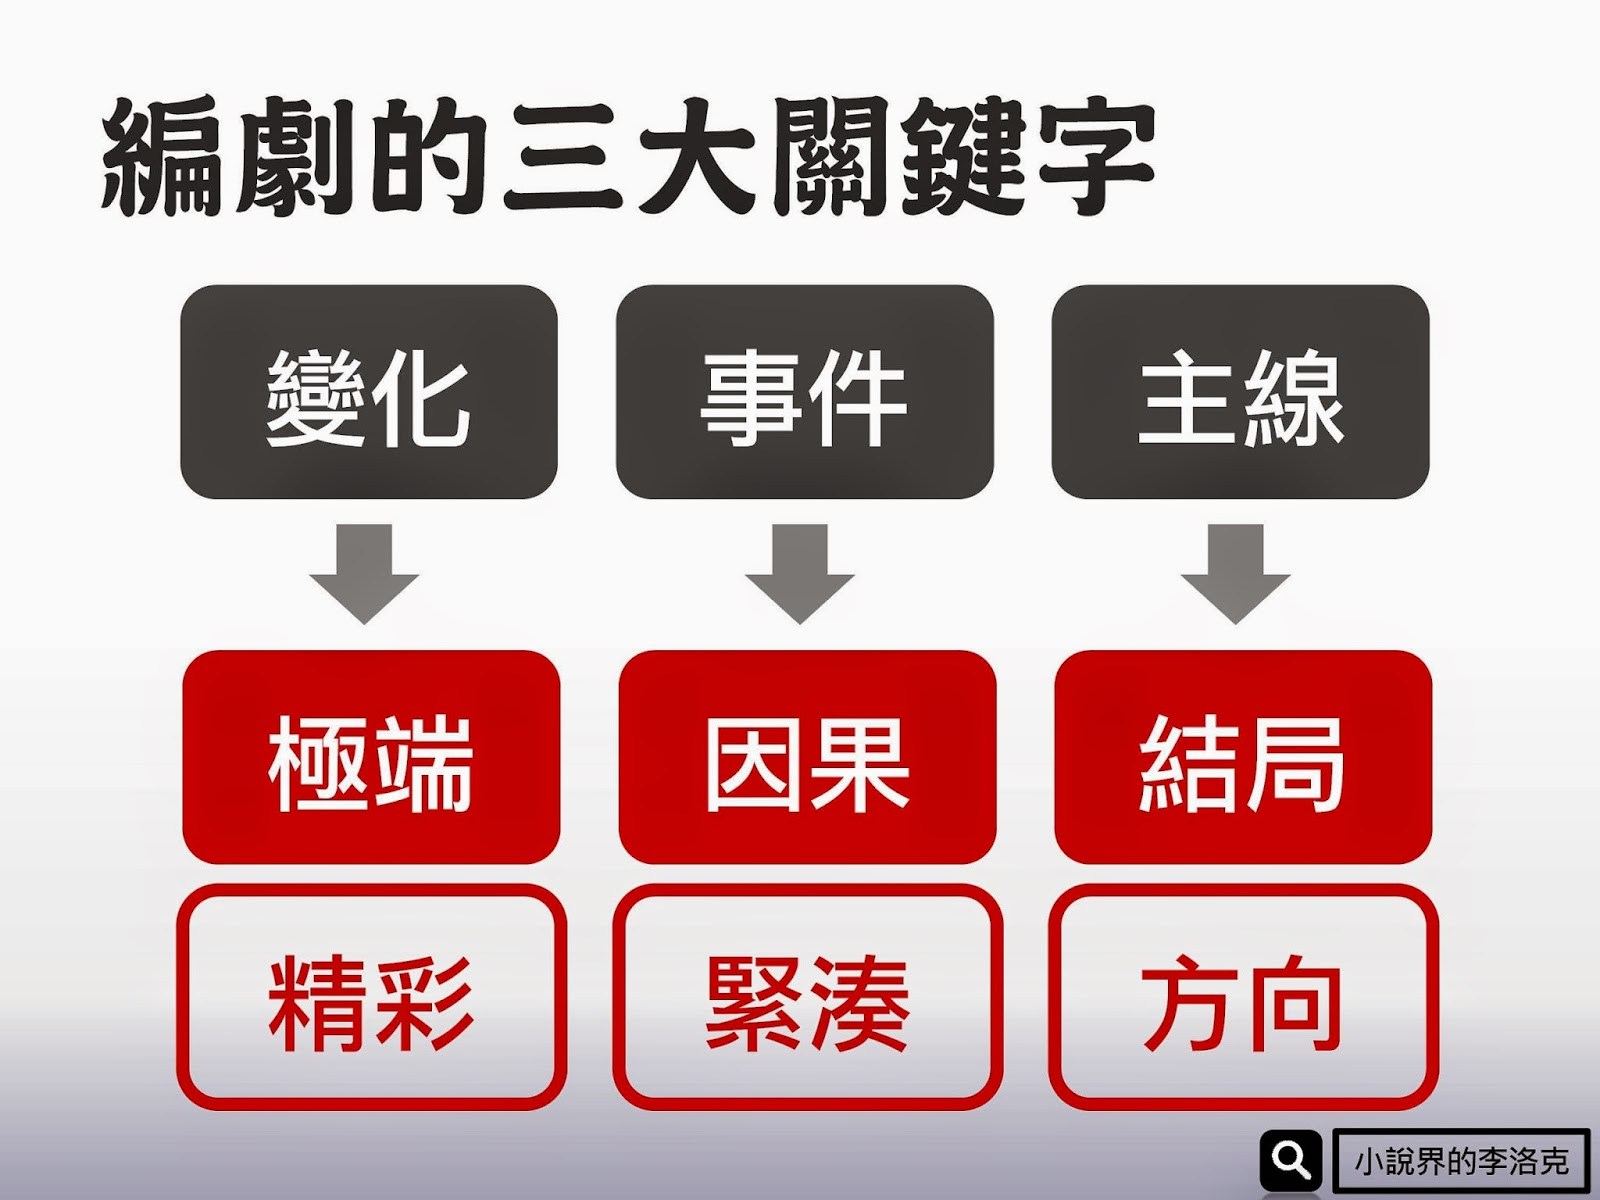 編劇的三大關鍵字
變化 事件 主線
極端 因果 結局
精彩 緊湊 方向
小說界的李洛克